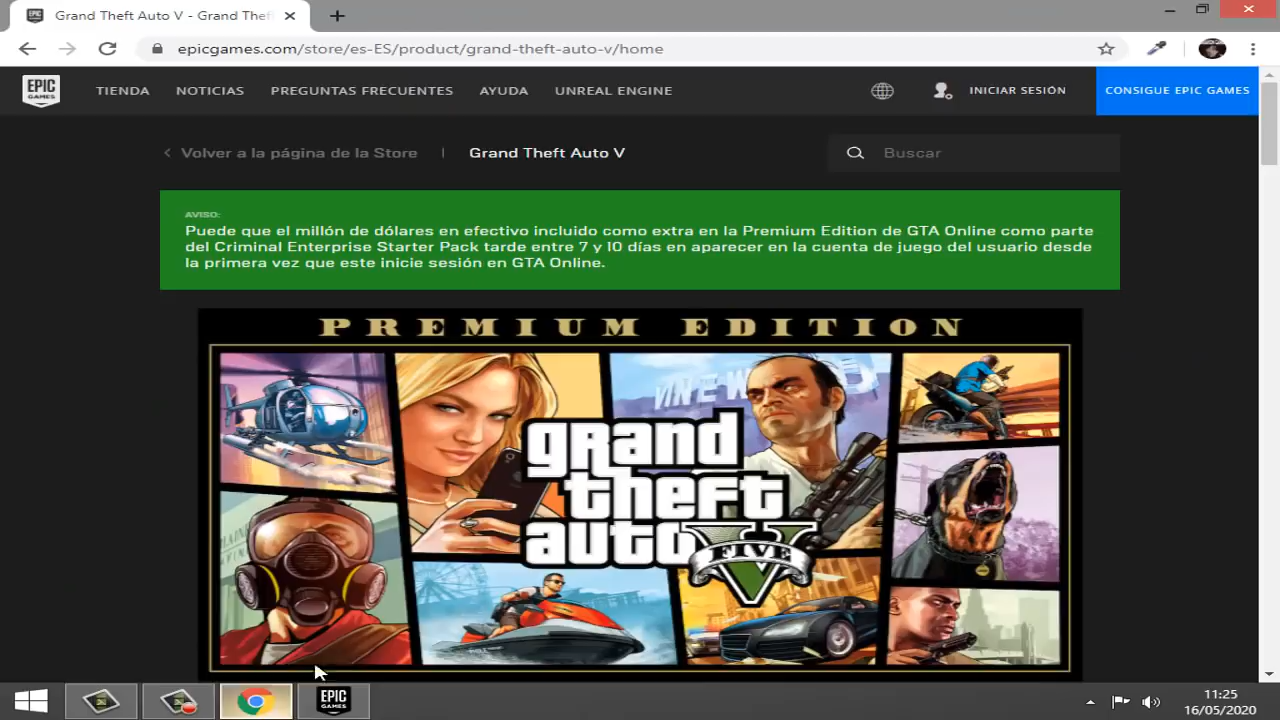 Grand Theft Auto V - Grand Thef
epicgames.com/store/es-ES/product/grand-theft-auto-v/home
EPIC GAMES
TIENDA NOTICIAS PREGUNTAS FRECUENTES AYUDA UNREAL ENGINE INICIAR SESIÓN CONSIGUE EPIC GAMES
Volver a la página de la Store | Grand Theft Auto V Buscar
AVISO:
Puede que el millón de dólares en efectivo incluido como extra en la Premium Edition de GTA Online como parte
del Criminal Enterprise Starter Pack tarde entre 7 y 10 días en aparecer en la cuenta de juego del usuario desde
la primera vez que este inicie sesión en GTA Online.
PREMIUM EDITION
VINEW
grand
theft
auto V
FIVE
EPIC GAMES
11:25
16/05/2020